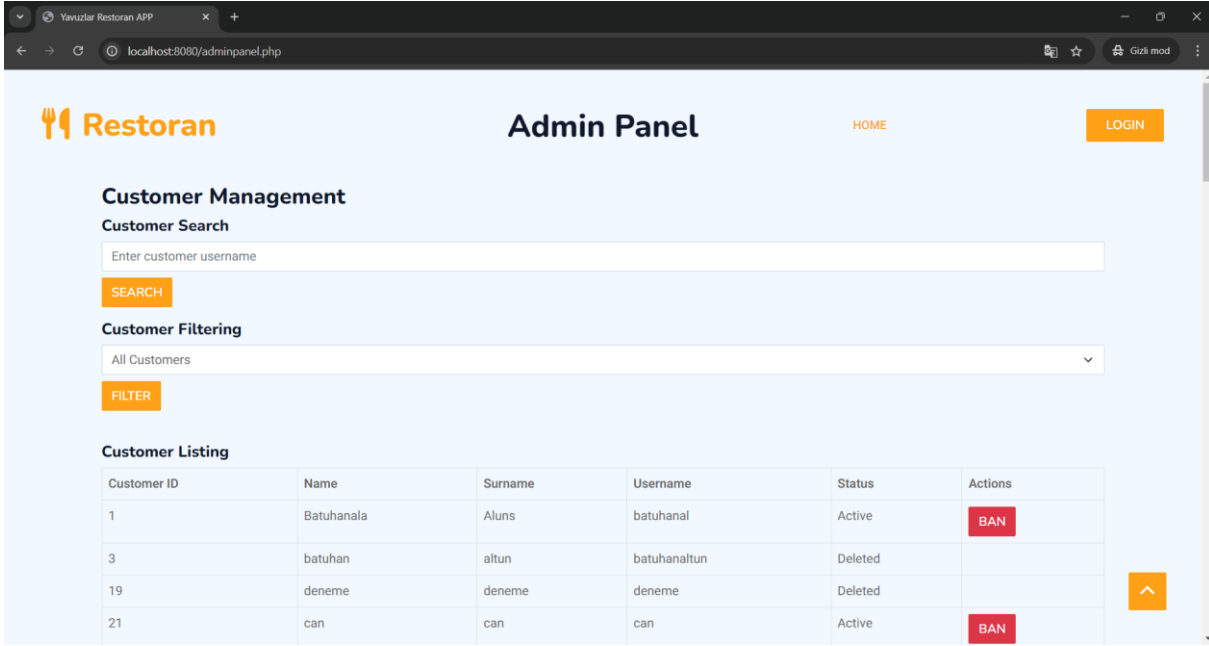 Yavuzlar Restoran APP
localhost:8080/adminpanel.php
Gizli mod
Restoran
Admin Panel
HOME
LOGIN
Customer Management
Customer Search
Enter customer username
SEARCH
Customer Filtering
All Customers
FILTER
Customer Listing
Customer ID Name Surname Username Status Actions
1 Batuhanala Aluns batuhanal Active BAN
3 batuhan altun batuhanaltun Deleted
19 deneme deneme deneme Deleted
21 can can can Active BAN